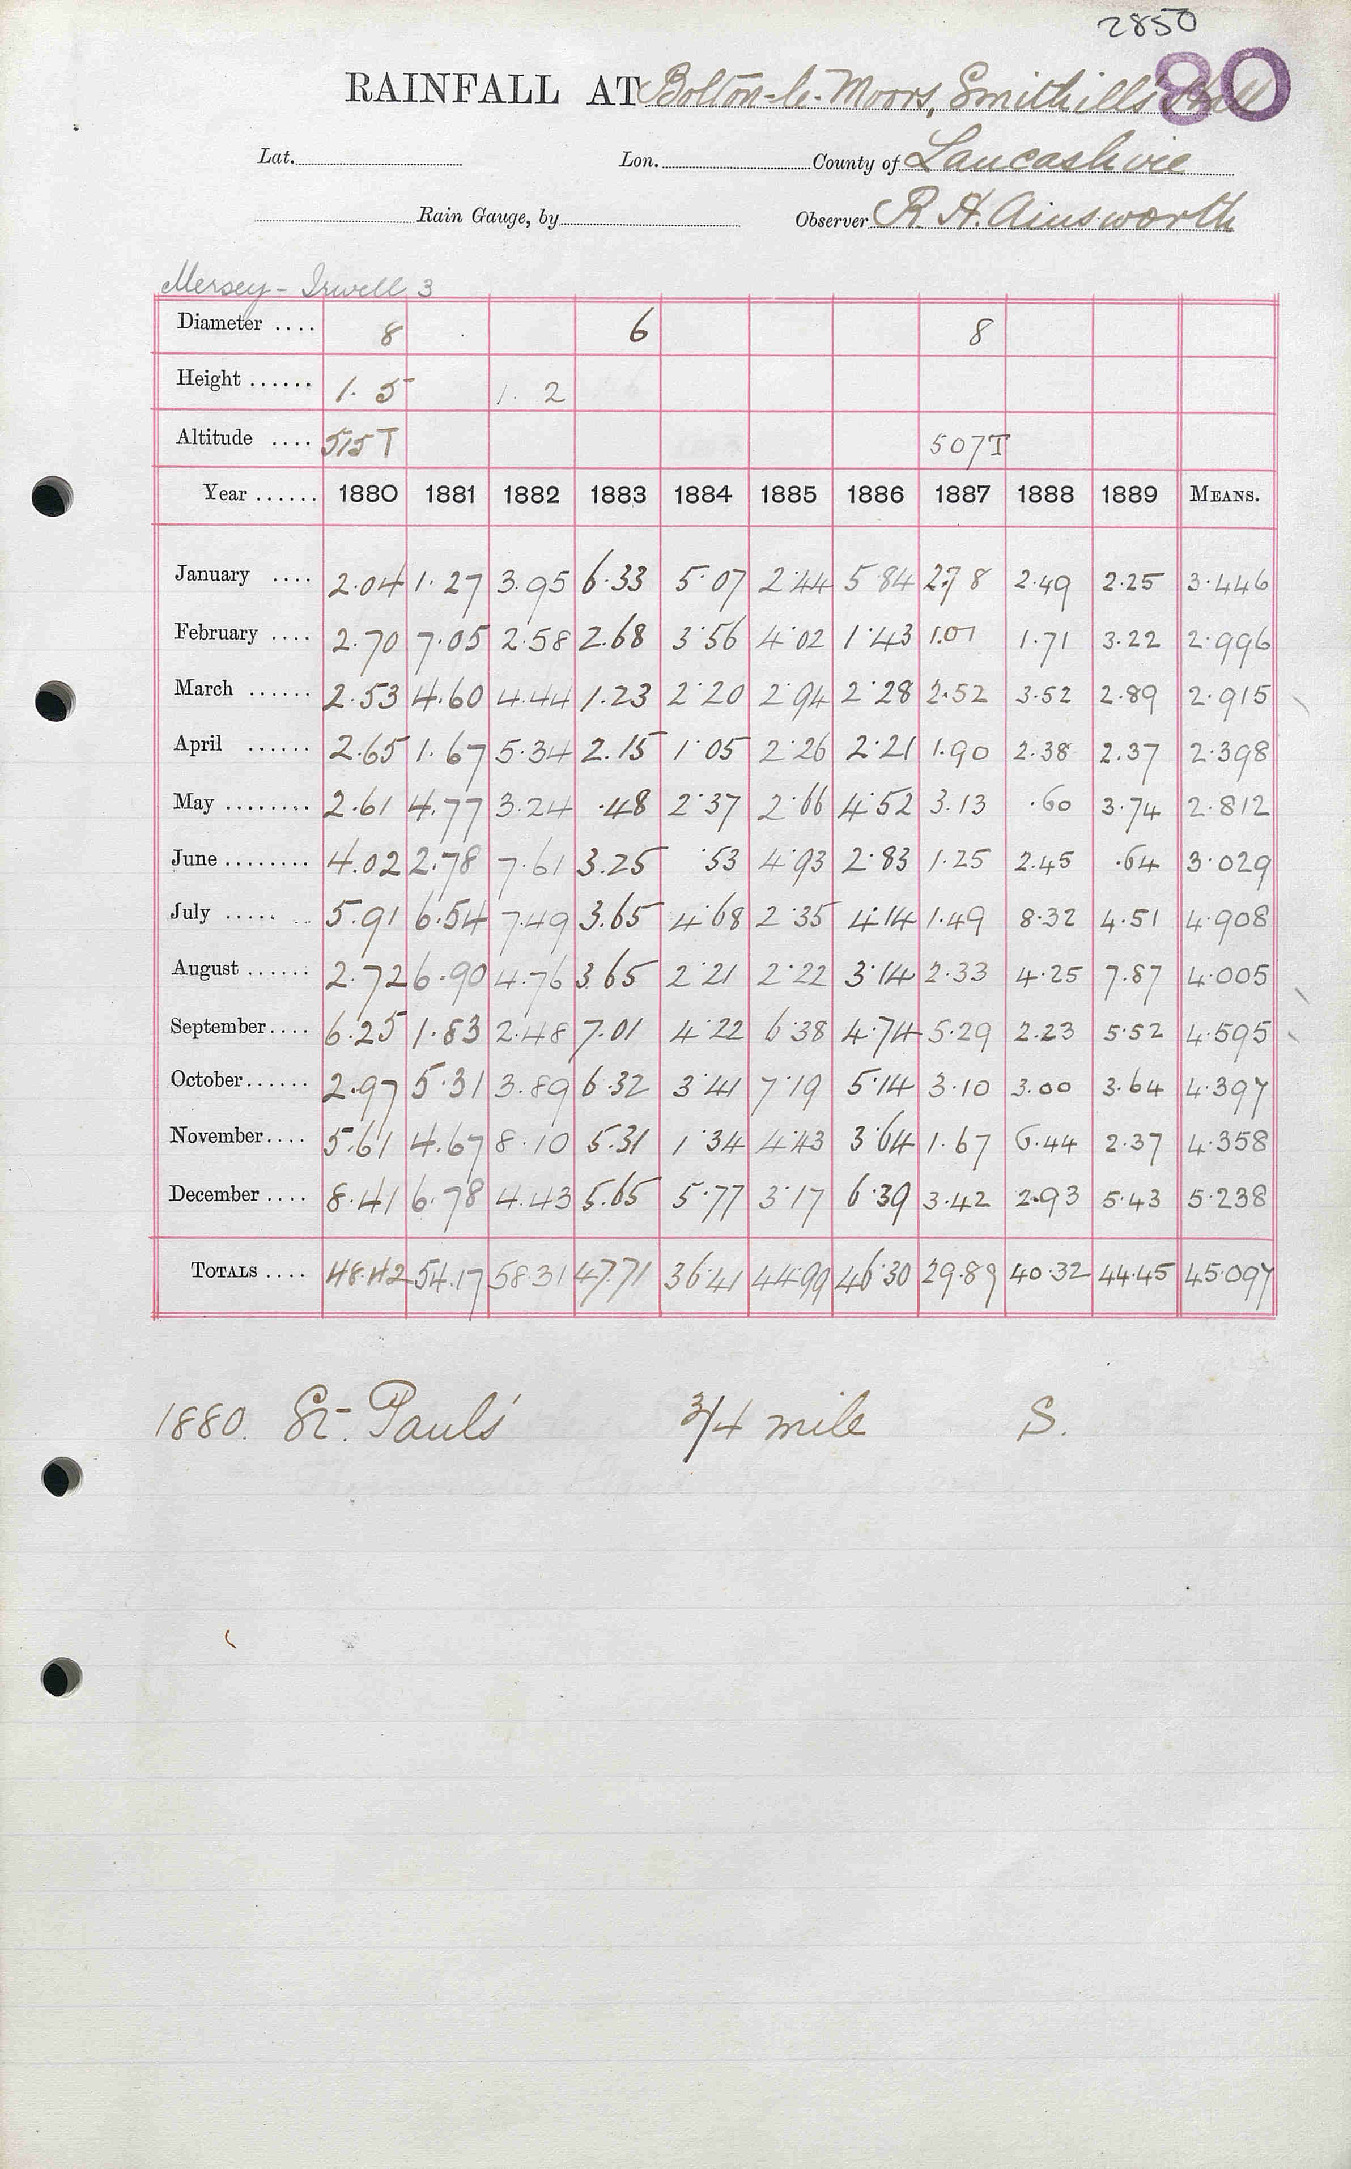 2850
80
RAINFALL AT Bolton-le-Moors, Smithills Hall
Lat. Lon. County of Lancashire
Rain Gauge, by Observer R. H. Ainsworth
Mersey - Irwell 3
Diameter .... 8 6 8
Height ...... 1. 5 1. 2
Altitude .... 515T 507T
Year ...... 1880 1881 1882 1883 1884 1885 1886 1887 1888 1889 MEANS.
January .... 2.04 1.27 3.95 6.33 5.07 2.44 5.84 2.78 2.49 2.25 3.446
February .... 2.70 7.05 2.58 2.68 3.56 4.02 1.43 1.01 1.71 3.22 2.996
March ...... 2.53 4.60 4.44 1.23 2.20 2.94 2.28 2.52 3.52 2.89 2.915
April ...... 2.65 1.67 5.34 2.15 1.05 2.26 2.21 1.90 2.38 2.37 2.398
May ........ 2.61 4.77 3.24 .48 2.37 2.66 4.52 3.13 .60 3.74 2.812
June ........ 4.02 2.78 7.61 3.25 .53 4.93 2.83 1.25 2.45 .64 3.029
July ..... .. 5.91 6.54 7.49 3.65 4.68 2.35 4.14 1.49 8.32 4.51 4.908
August ...... 2.72 6.90 4.76 3.65 2.21 2.22 3.14 2.33 4.25 7.87 4.005
September.... 6.25 1.83 2.48 7.01 4.22 6.38 4.74 5.29 2.23 5.52 4.595
October...... 2.97 5.31 3.89 6.32 3.41 7.19 5.14 3.10 3.00 3.64 4.397
November.... 5.61 4.67 8.10 5.31 1.34 4.43 3.64 1.67 6.44 2.37 4.358
December .... 8.41 6.78 4.43 5.65 5.77 3.17 6.39 3.42 2.93 5.43 5.238
TOTALS .... 48.42 54.17 58.31 47.71 36.41 44.99 46.30 29.89 40.32 44.45 45.097
1880. St. Paul's 3/4 mile S.